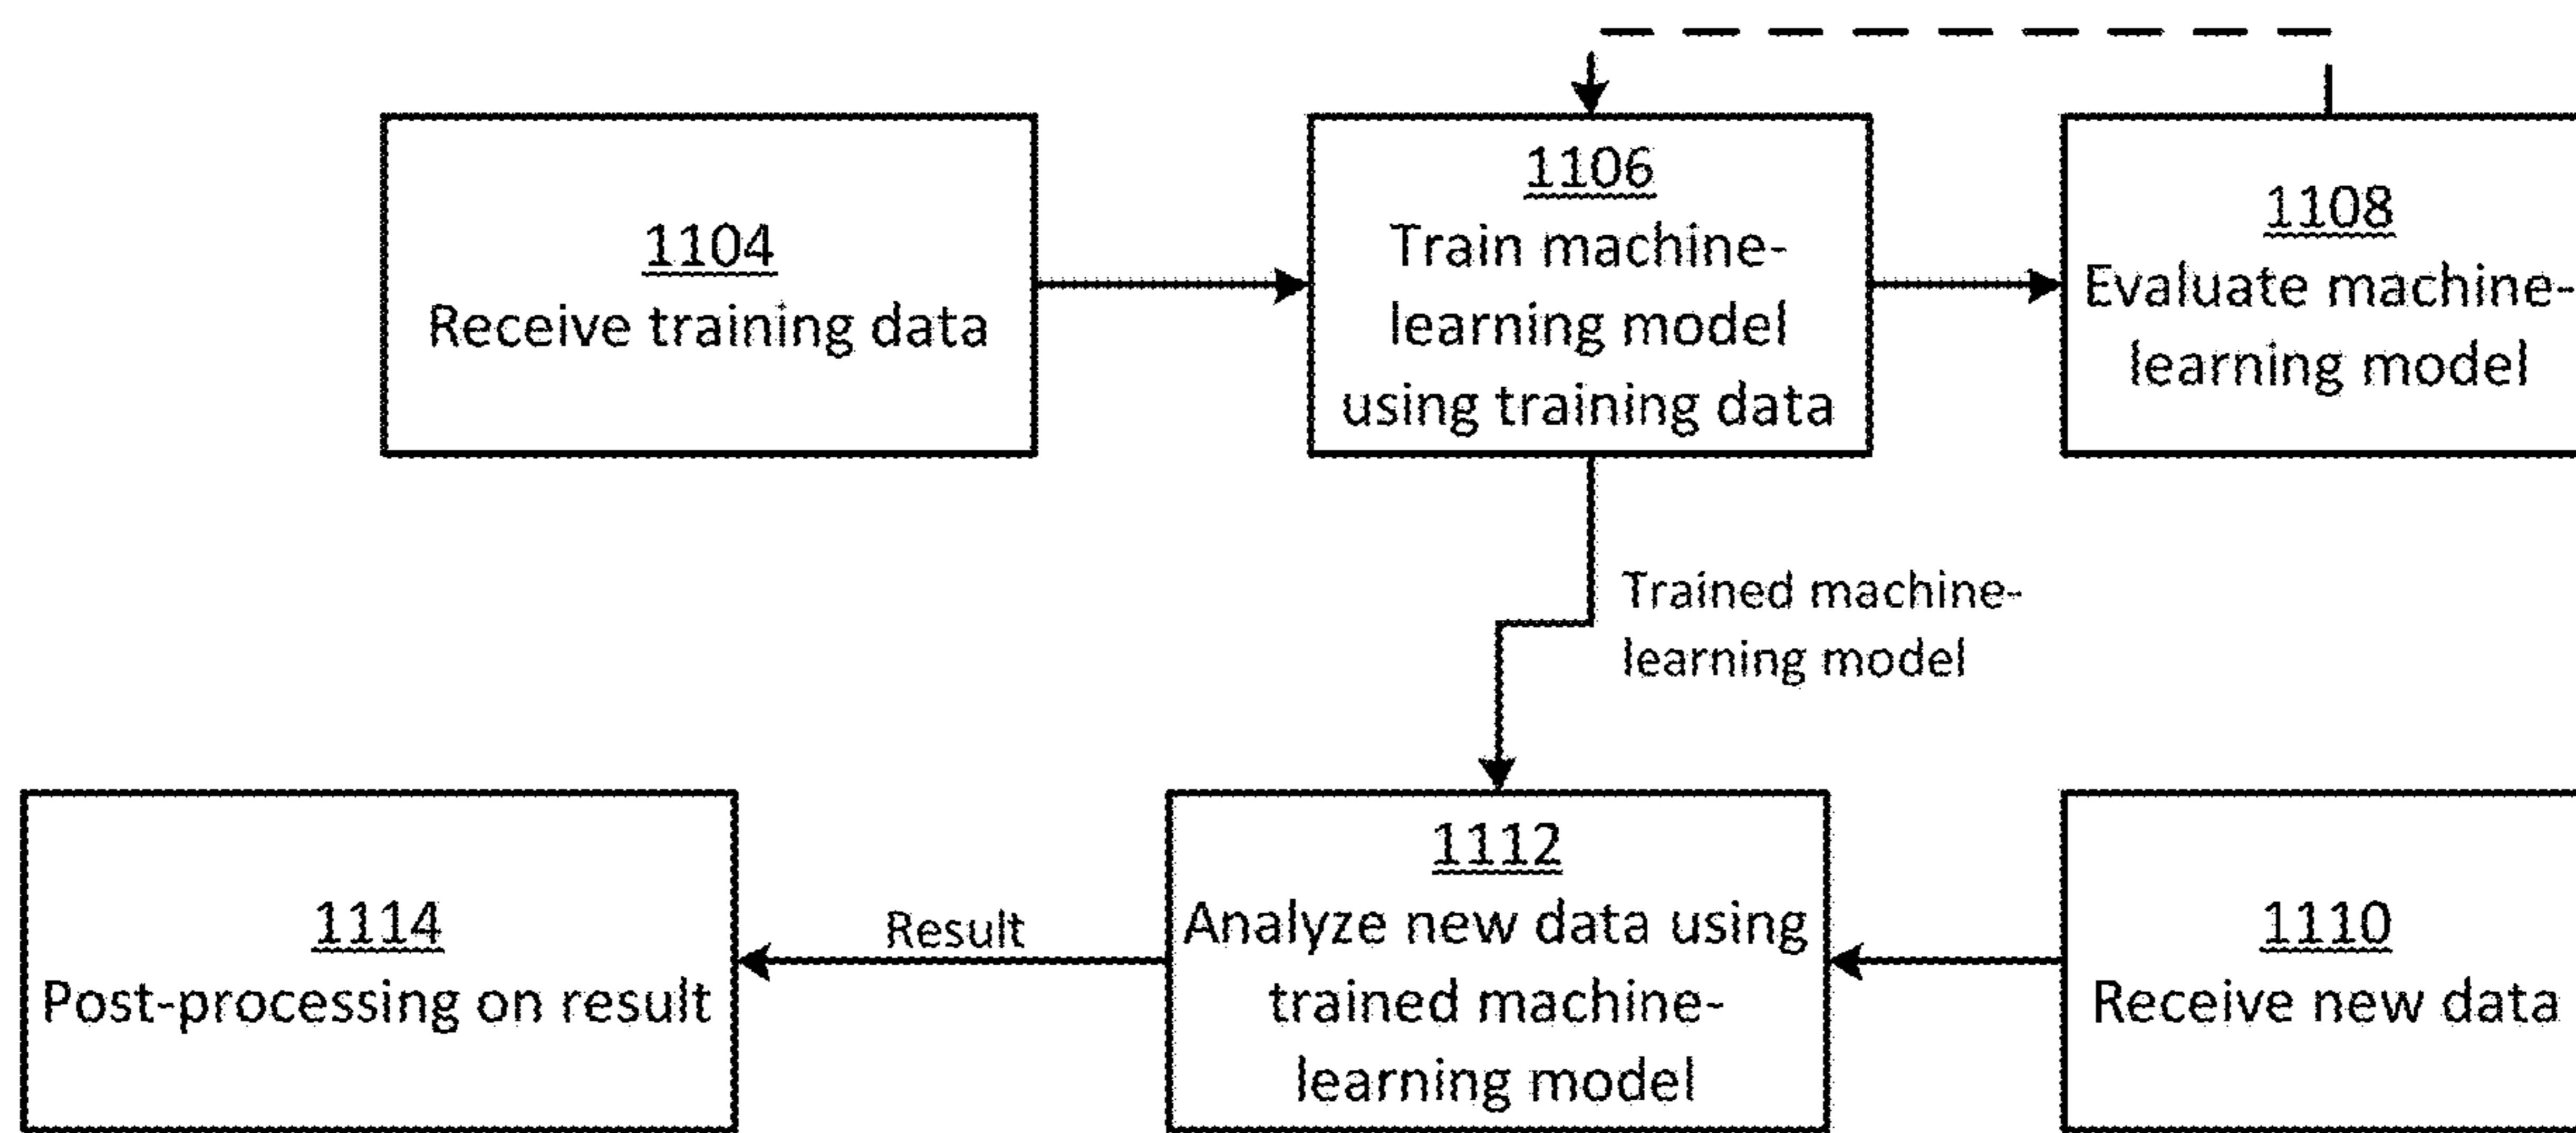 1104
Receive training data
1106
Train machine-
learning model
using training data
1108
Evaluate machine-
learning model
Trained machine-
learning model
1114
Post-processing on result
Result
1112
Analyze new data using
trained machine-
learning model
1110
Receive new data